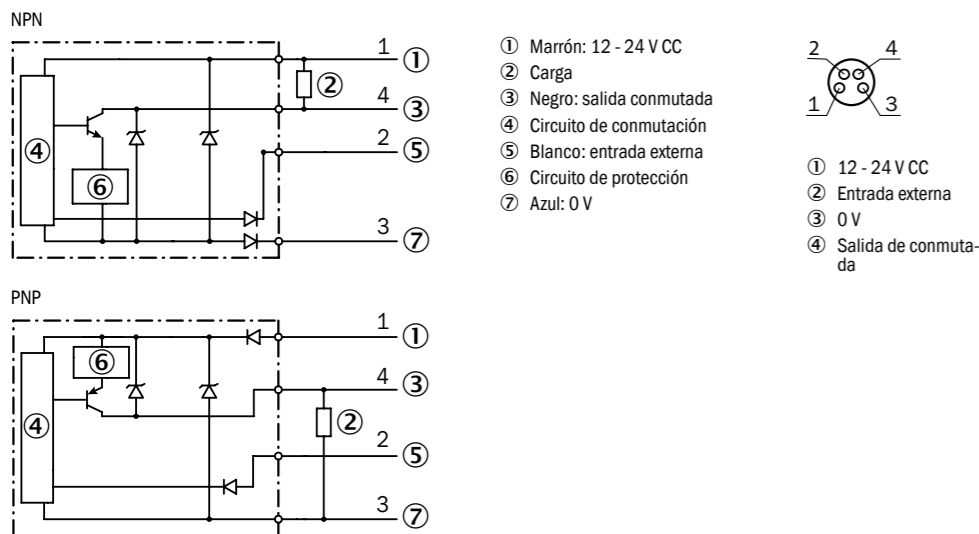 NPN
1 ①
②
4 ③
2 ⑤
④
⑥
3 ⑦
PNP
1 ①
⑥
4 ③
④
②
2 ⑤
3 ⑦
① Marrón: 12 - 24 V CC
② Carga
③ Negro: salida conmutada
④ Circuito de conmutación
⑤ Blanco: entrada externa
⑥ Circuito de protección
⑦ Azul: 0 V
2 4
1 3
① 12 - 24 V CC
② Entrada externa
③ 0 V
④ Salida de conmuta-
da